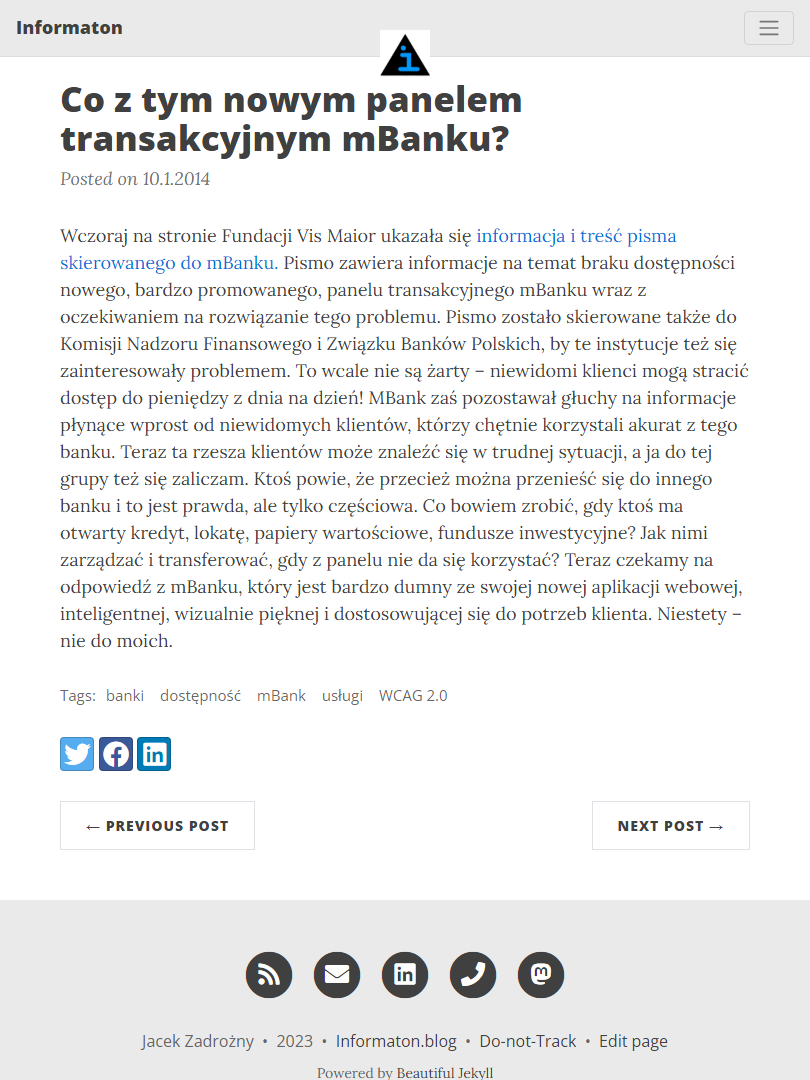 Informaton
i
Co z tym nowym panelem
transakcyjnym mBanku?
Posted on 10.1.2014
Wczoraj na stronie Fundacji Vis Maior ukazała się informacja i treść pisma
skierowanego do mBanku. Pismo zawiera informacje na temat braku dostępności
nowego, bardzo promowanego, panelu transakcyjnego mBanku wraz z
oczekiwaniem na rozwiązanie tego problemu. Pismo zostało skierowane także do
Komisji Nadzoru Finansowego i Związku Banków Polskich, by te instytucje też się
zainteresowały problemem. To wcale nie są żarty – niewidomi klienci mogą stracić
dostęp do pieniędzy z dnia na dzień! MBank zaś pozostawał głuchy na informacje
płynące wprost od niewidomych klientów, którzy chętnie korzystali akurat z tego
banku. Teraz ta rzesza klientów może znaleźć się w trudnej sytuacji, a ja do tej
grupy też się zaliczam. Ktoś powie, że przecież można przenieść się do innego
banku i to jest prawda, ale tylko częściowa. Co bowiem zrobić, gdy ktoś ma
otwarty kredyt, lokatę, papiery wartościowe, fundusze inwestycyjne? Jak nimi
zarządzać i transferować, gdy z panelu nie da się korzystać? Teraz czekamy na
odpowiedź z mBanku, który jest bardzo dumny ze swojej nowej aplikacji webowej,
inteligentnej, wizualnie pięknej i dostosowującej się do potrzeb klienta. Niestety –
nie do moich.
Tags: banki dostępność mBank usługi WCAG 2.0
← PREVIOUS POST
NEXT POST →
Jacek Zadrożny • 2023 • Informaton.blog • Do-not-Track • Edit page
Powered by Beautiful Jekyll